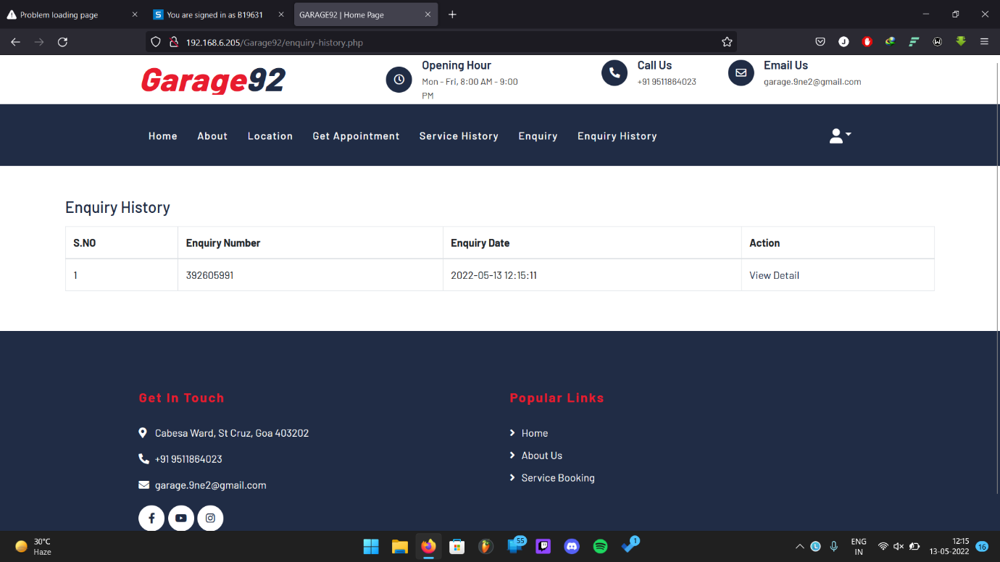 Problem loading page
You are signed in as B19631
GARAGE92 | Home Page
192.168.6.205/Garage92/enquiry-history.php
Garage92
Opening Hour
Mon - Fri, 8:00 AM - 9:00
PM
Call Us
+91 9511864023
Email Us
garage.9ne2@gmail.com
Home About Location Get Appointment Service History Enquiry Enquiry History
Enquiry History
S.NO Enquiry Number Enquiry Date Action
1 392605991 2022-05-13 12:15:11 View Detail
Get In Touch
Cabesa Ward, St Cruz, Goa 403202
+91 9511864023
garage.9ne2@gmail.com
Popular Links
Home
About Us
Service Booking
30°C
Haze
55
1
ENG
IN
12:15
13-05-2022
16